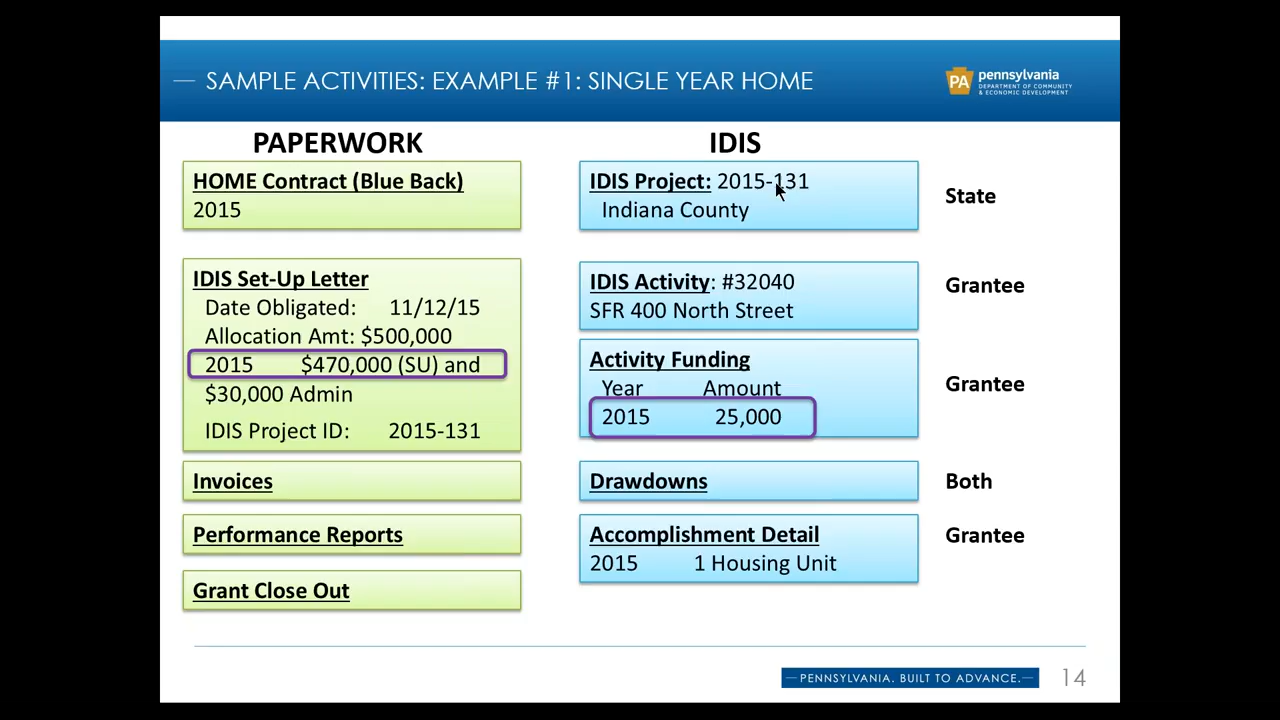 SAMPLE ACTIVITIES: EXAMPLE #1: SINGLE YEAR HOME
PA
pennsylvania
DEPARTMENT OF COMMUNITY
& ECONOMIC DEVELOPMENT
PAPERWORK
HOME Contract (Blue Back)
2015
IDIS Set-Up Letter
Date Obligated: 11/12/15
Allocation Amt: $500,000
2015 $470,000 (SU) and
$30,000 Admin
IDIS Project ID: 2015-131
Invoices
Performance Reports
Grant Close Out
IDIS
IDIS Project: 2015-131
Indiana County
State
IDIS Activity: #32040
SFR 400 North Street
Grantee
Activity Funding
Year Amount
2015 25,000
Grantee
Drawdowns
Both
Accomplishment Detail
2015 1 Housing Unit
Grantee
PENNSYLVANIA. BUILT TO ADVANCE.
14